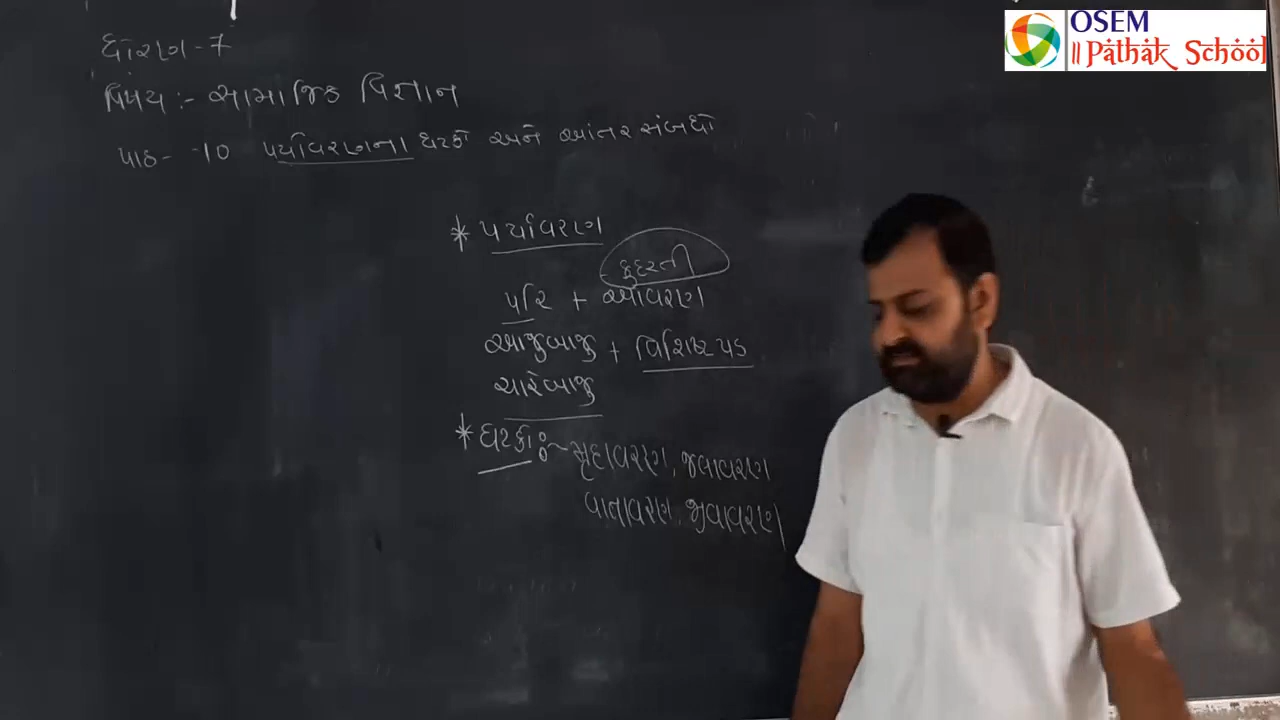 OSEM
Pathak School
ધોરણ-7
વિષય :- સામાજિક વિજ્ઞાન
પાઠ- 10 પર્યાવરણના ઘટકો અને આંતરસંબંધો
* પર્યાવરણ
કુદરતી
પરિ + આવરણ
આજુબાજુ + વિશિષ્ટ પડ
ચારેબાજુ
* ઘટકો :- મૃદાવરણ, જલાવરણ
વાતાવરણ, જીવાવરણ